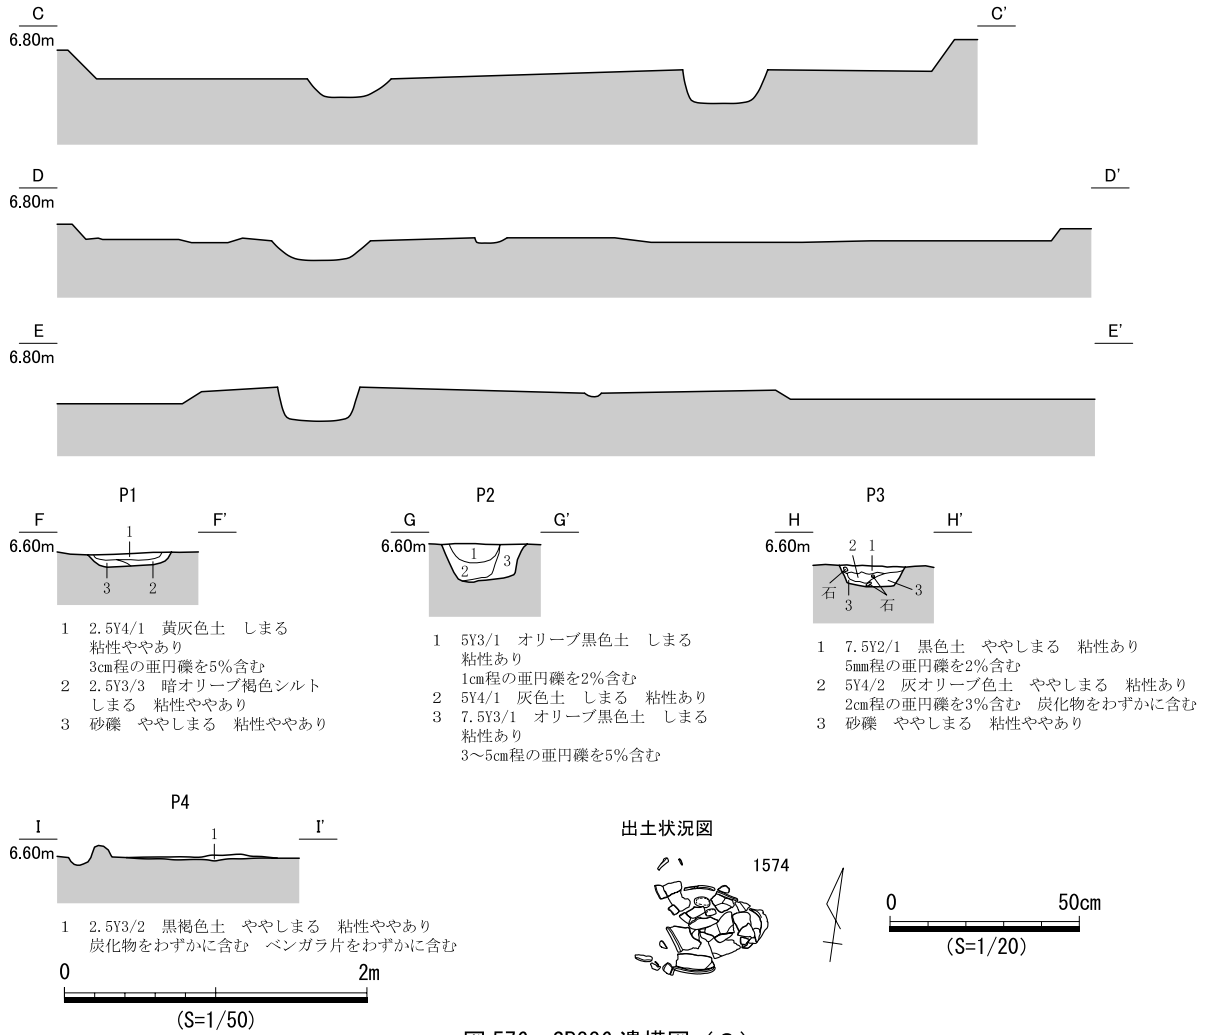 C C'
6.80m
D D'
6.80m
E E'
6.80m
P1
F F'
6.60m
1
3 2
1 2.5Y4/1 黄灰色土 しまる
粘性ややあり
3cm程の亜円礫を5%含む
2 2.5Y3/3 暗オリーブ褐色シルト
しまる 粘性ややあり
3 砂礫 ややしまる 粘性ややあり
P2
G G'
6.60m
1
2 3
1 5Y3/1 オリーブ黒色土 しまる
粘性あり
1cm程の亜円礫を2%含む
2 5Y4/1 灰色土 しまる 粘性あり
3 7.5Y3/1 オリーブ黒色土 しまる
粘性あり
3~5cm程の亜円礫を5%含む
P3
H H'
6.60m
2 1
石 3 石 3
1 7.5Y2/1 黒色土 ややしまる 粘性あり
5mm程の亜円礫を2%含む
2 5Y4/2 灰オリーブ色土 ややしまる 粘性あり
2cm程の亜円礫を3%含む 炭化物をわずかに含む
3 砂礫 ややしまる 粘性ややあり
P4
I I'
6.60m
1
1 2.5Y3/2 黒褐色土 ややしまる 粘性ややあり
炭化物をわずかに含む ベンガラ片をわずかに含む
0 2m
(S=1/50)
出土状況図
1574
0 50cm
(S=1/20)